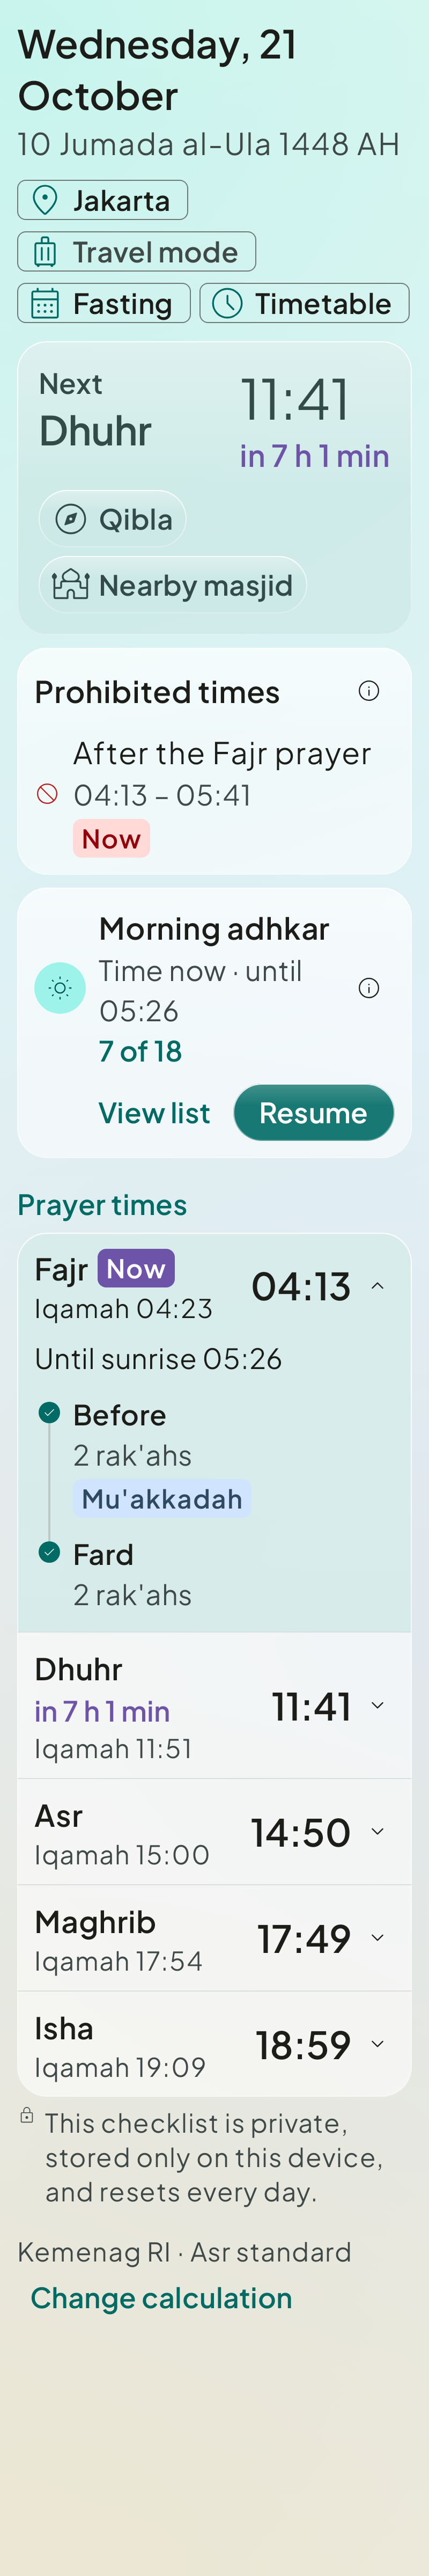 Wednesday, 21
October
10 Jumada al-Ula 1448 AH
Jakarta
Travel mode
Fasting
Timetable
Next
Dhuhr
11:41
in 7 h 1 min
Qibla
Nearby masjid
Prohibited times
After the Fajr prayer
04:13 – 05:41
Now
Morning adhkar
Time now · until
05:26
7 of 18
View list
Resume
Prayer times
Fajr Now
Iqamah 04:23
04:13
Until sunrise 05:26
Before
2 rak'ahs
Mu'akkadah
Fard
2 rak'ahs
Dhuhr
in 7 h 1 min
Iqamah 11:51
11:41
Asr
Iqamah 15:00
14:50
Maghrib
Iqamah 17:54
17:49
Isha
Iqamah 19:09
18:59
This checklist is private,
stored only on this device,
and resets every day.
Kemenag RI · Asr standard
Change calculation